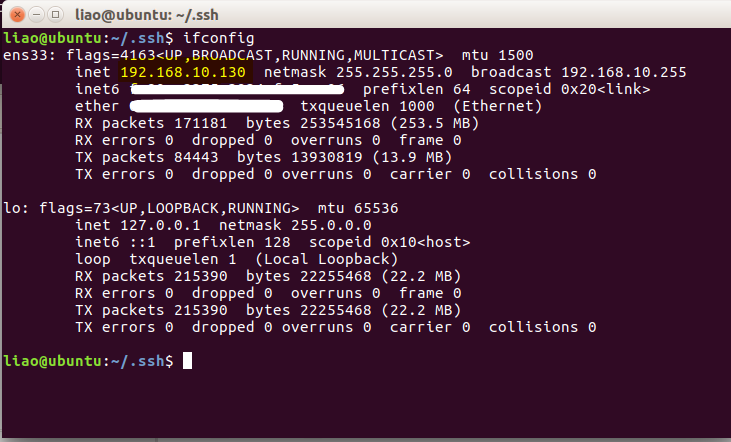 liao@ubuntu: ~/.ssh
liao@ubuntu:~/.ssh$ ifconfig
ens33: flags=4163<UP,BROADCAST,RUNNING,MULTICAST>  mtu 1500
        inet 192.168.10.130  netmask 255.255.255.0  broadcast 192.168.10.255
        inet6 prefixlen 64  scopeid 0x20<link>
        ether txqueuelen 1000  (Ethernet)
        RX packets 171181  bytes 253545168 (253.5 MB)
        RX errors 0  dropped 0  overruns 0  frame 0
        TX packets 84443  bytes 13930819 (13.9 MB)
        TX errors 0  dropped 0 overruns 0  carrier 0  collisions 0
lo: flags=73<UP,LOOPBACK,RUNNING>  mtu 65536
        inet 127.0.0.1  netmask 255.0.0.0
        inet6 ::1  prefixlen 128  scopeid 0x10<host>
        loop  txqueuelen 1  (Local Loopback)
        RX packets 215390  bytes 22255468 (22.2 MB)
        RX errors 0  dropped 0  overruns 0  frame 0
        TX packets 215390  bytes 22255468 (22.2 MB)
        TX errors 0  dropped 0 overruns 0  carrier 0  collisions 0
liao@ubuntu:~/.ssh$